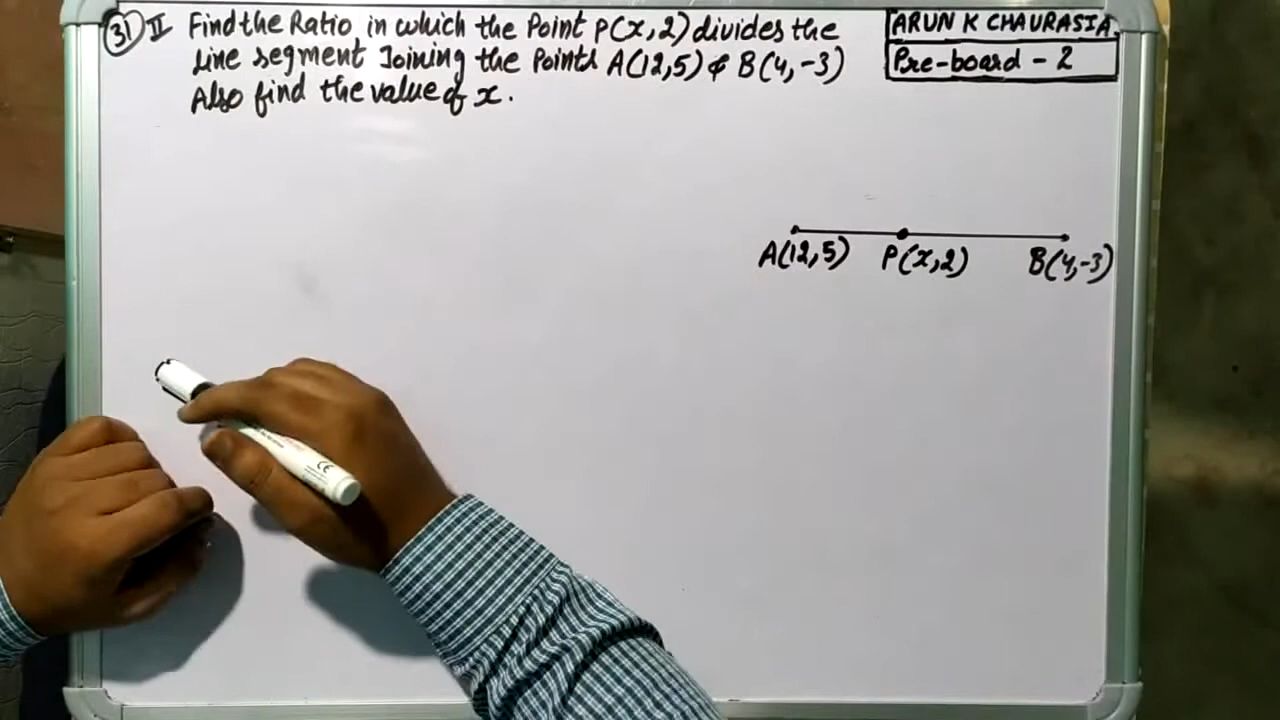 31 II Find the Ratio in which the Point P(x,2) divides the
Line segment Joining the Points A(12,5) & B(4,-3)
Also find the value of x.
ARUN K CHAURASIA
Pre-board - 2
A(12,5) P(x,2) B(4,-3)
CE